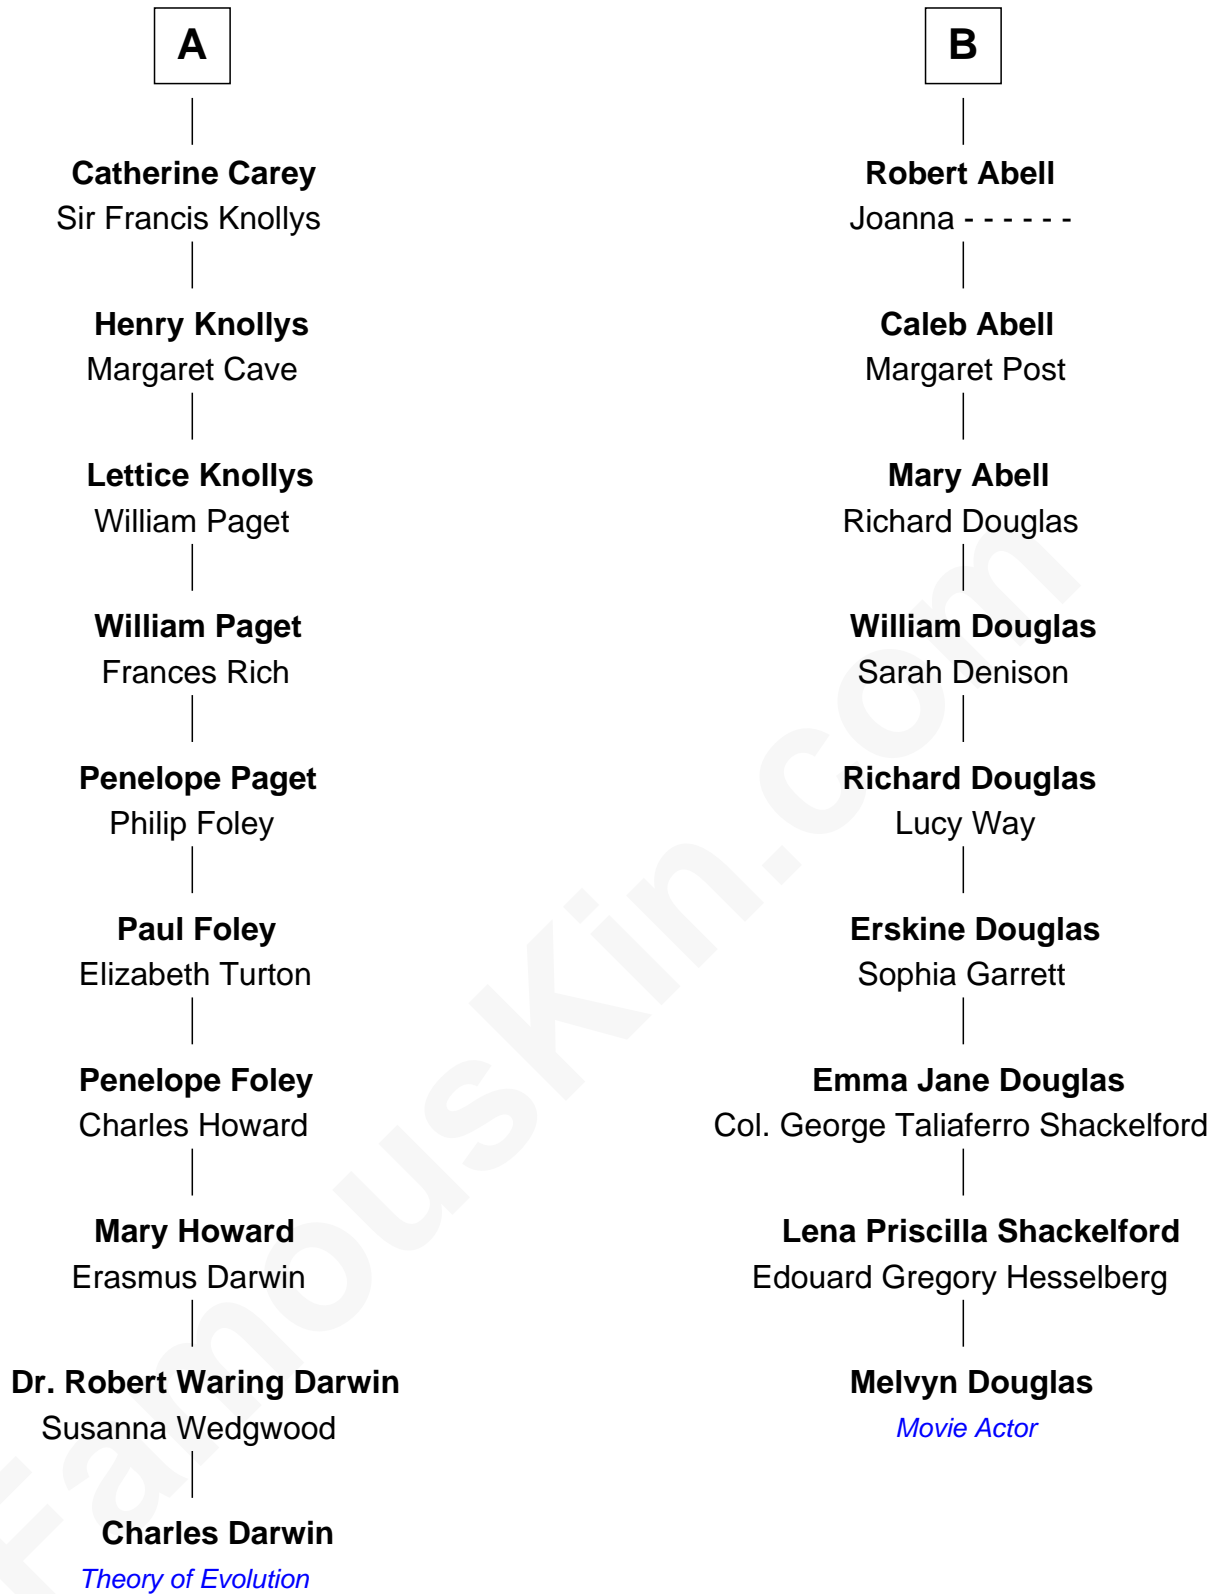 A
Catherine Carey
Sir Francis Knollys
Henry Knollys
Margaret Cave
Lettice Knollys
William Paget
William Paget
Frances Rich
Penelope Paget
Philip Foley
Paul Foley
Elizabeth Turton
Penelope Foley
Charles Howard
Mary Howard
Erasmus Darwin
Dr. Robert Waring Darwin
Susanna Wedgwood
Charles Darwin
Theory of Evolution
B
Robert Abell
Joanna - - - - - -
Caleb Abell
Margaret Post
Mary Abell
Richard Douglas
William Douglas
Sarah Denison
Richard Douglas
Lucy Way
Erskine Douglas
Sophia Garrett
Emma Jane Douglas
Col. George Taliaferro Shackelford
Lena Priscilla Shackelford
Edouard Gregory Hesselberg
Melvyn Douglas
Movie Actor
FamousKin.com